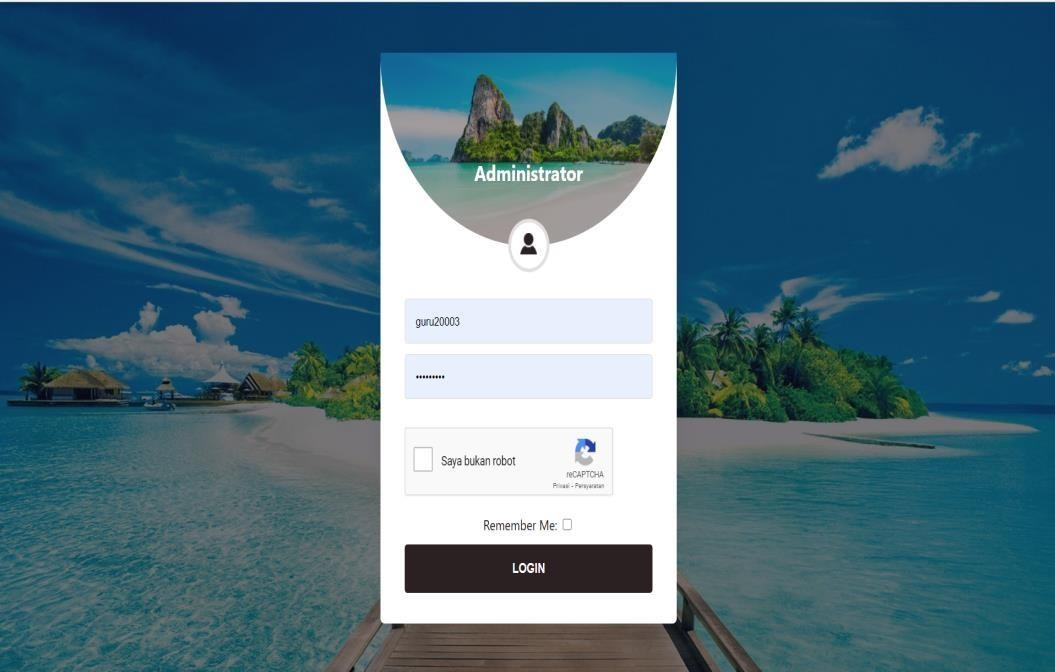 Administrator
guru20003
•••••••••
Saya bukan robot
reCAPTCHA
Privasi - Persyaratan
Remember Me:
LOGIN